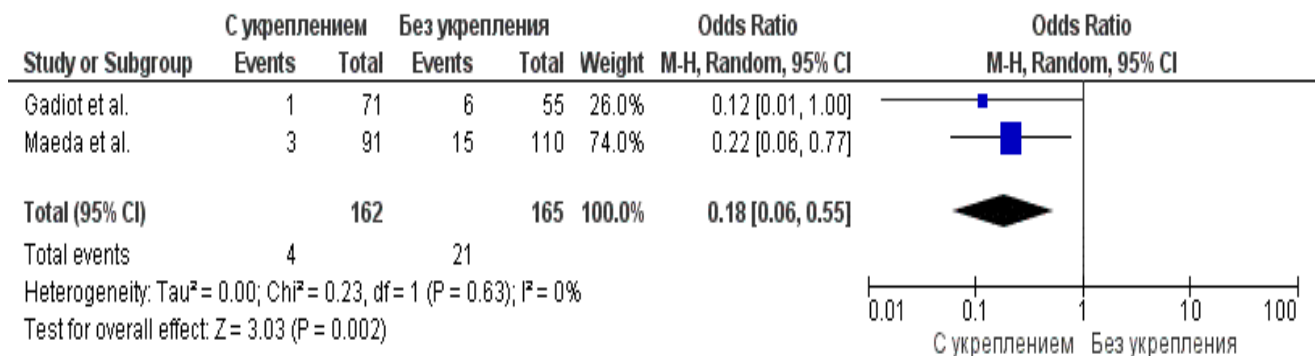 С укреплением Без укрепления Odds Ratio Odds Ratio
Study or Subgroup Events Total Events Total Weight M-H, Random, 95% CI M-H, Random, 95% CI
Gadiot et al. 1 71 6 55 26.0% 0.12 [0.01, 1.00]
Maeda et al. 3 91 15 110 74.0% 0.22 [0.06, 0.77]
Total (95% CI) 162 165 100.0% 0.18 [0.06, 0.55]
Total events 4 21
Heterogeneity: Tau² = 0.00; Chi² = 0.23, df = 1 (P = 0.63); I² = 0%
Test for overall effect: Z = 3.03 (P = 0.002)
0.01 0.1 1 10 100
С укреплением Без укрепления